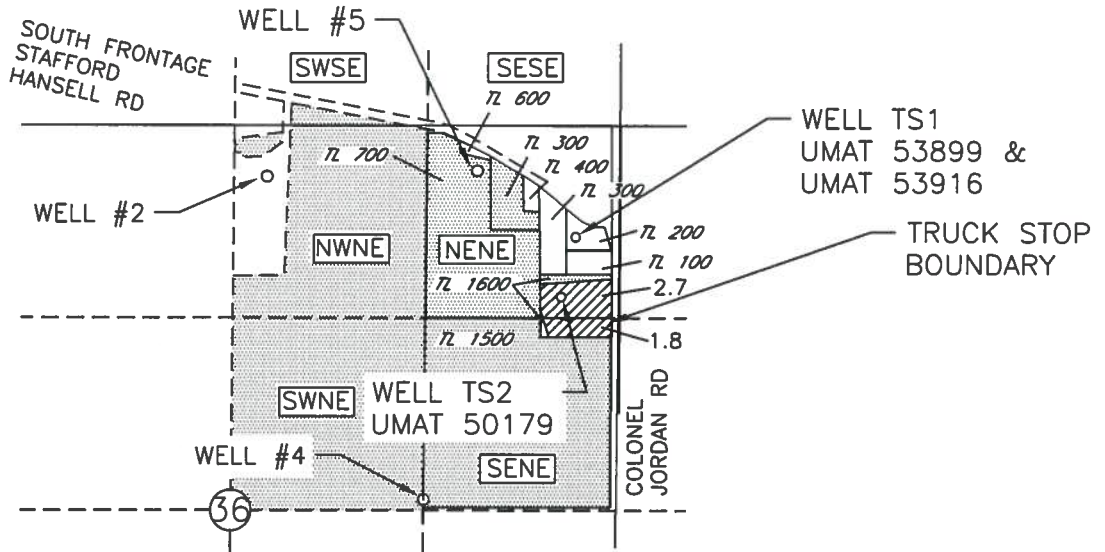 WELL #5
SOUTH FRONTAGE
STAFFORD
HANSELL RD
SWSE
SESE
TL 600
TL 300
TL 400
TL 700
TL 300
WELL TS1
UMAT 53899 &
UMAT 53916
WELL #2
TL 200
TRUCK STOP
BOUNDARY
NWNE
NENE
TL 100
TL 1600
2.7
TL 1500
1.8
SWNE
WELL TS2
UMAT 50179
WELL #4
SENE
COLONEL
JORDAN RD
36